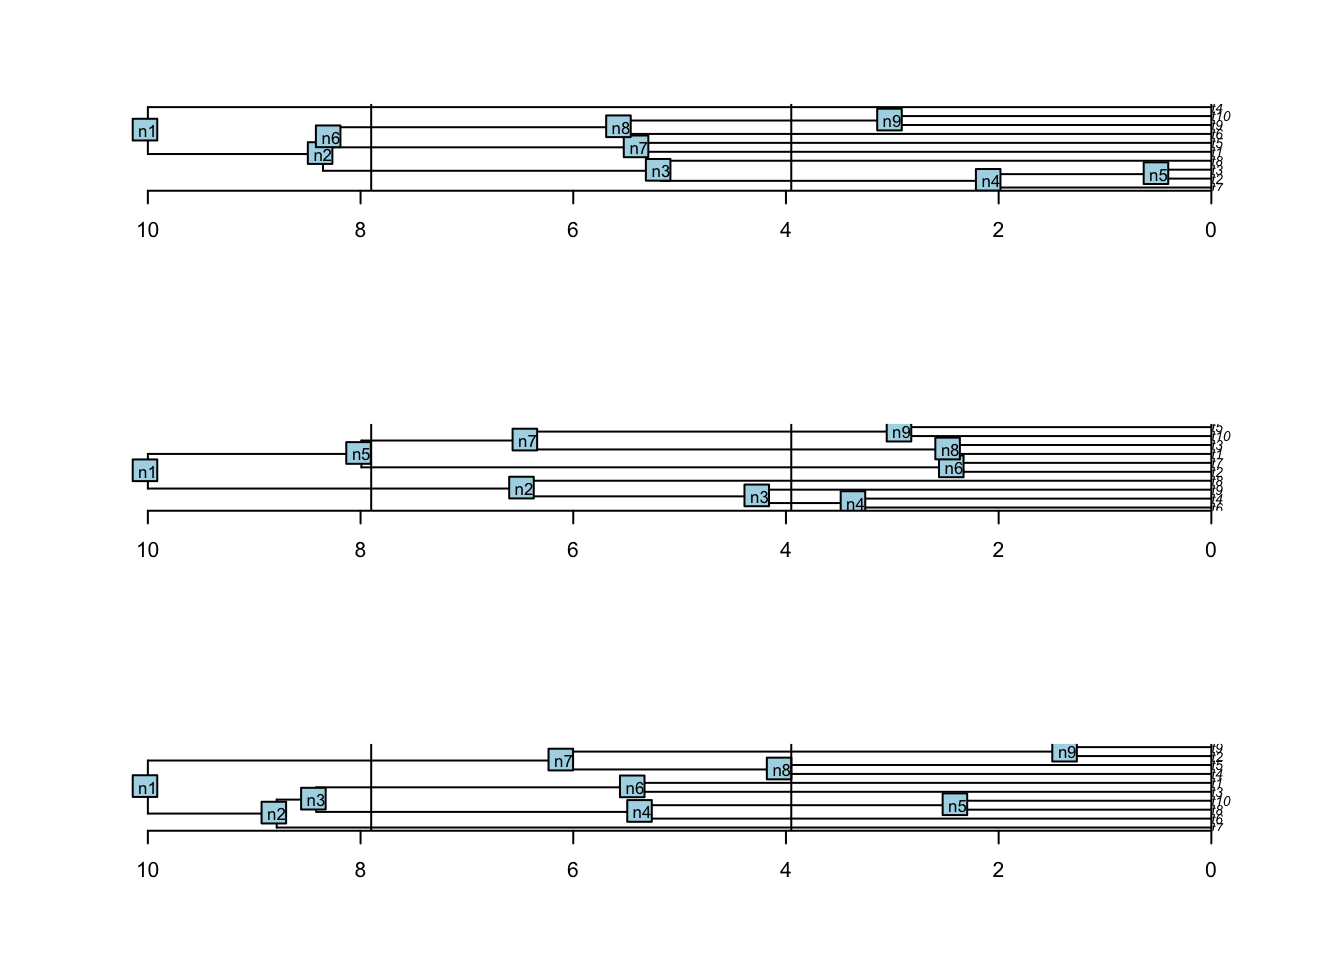 t4
n1 n6 n8 n9 t10
t9
t6
n2 n7 t5
t1
n3 t8
n4 n5 t3
t2
t7
10 8 6 4 2 0
t5
n9 t10
n5 n7 n8 t3
t1
n1 n6 t7
t2
n2 t8
n3 t9
n4 t4
t6
10 8 6 4 2 0
t9
n7 n9 t2
n8 t5
t4
n1 n6 t1
t3
n3 n5 t10
n2 n4 t8
t6
t7
10 8 6 4 2 0